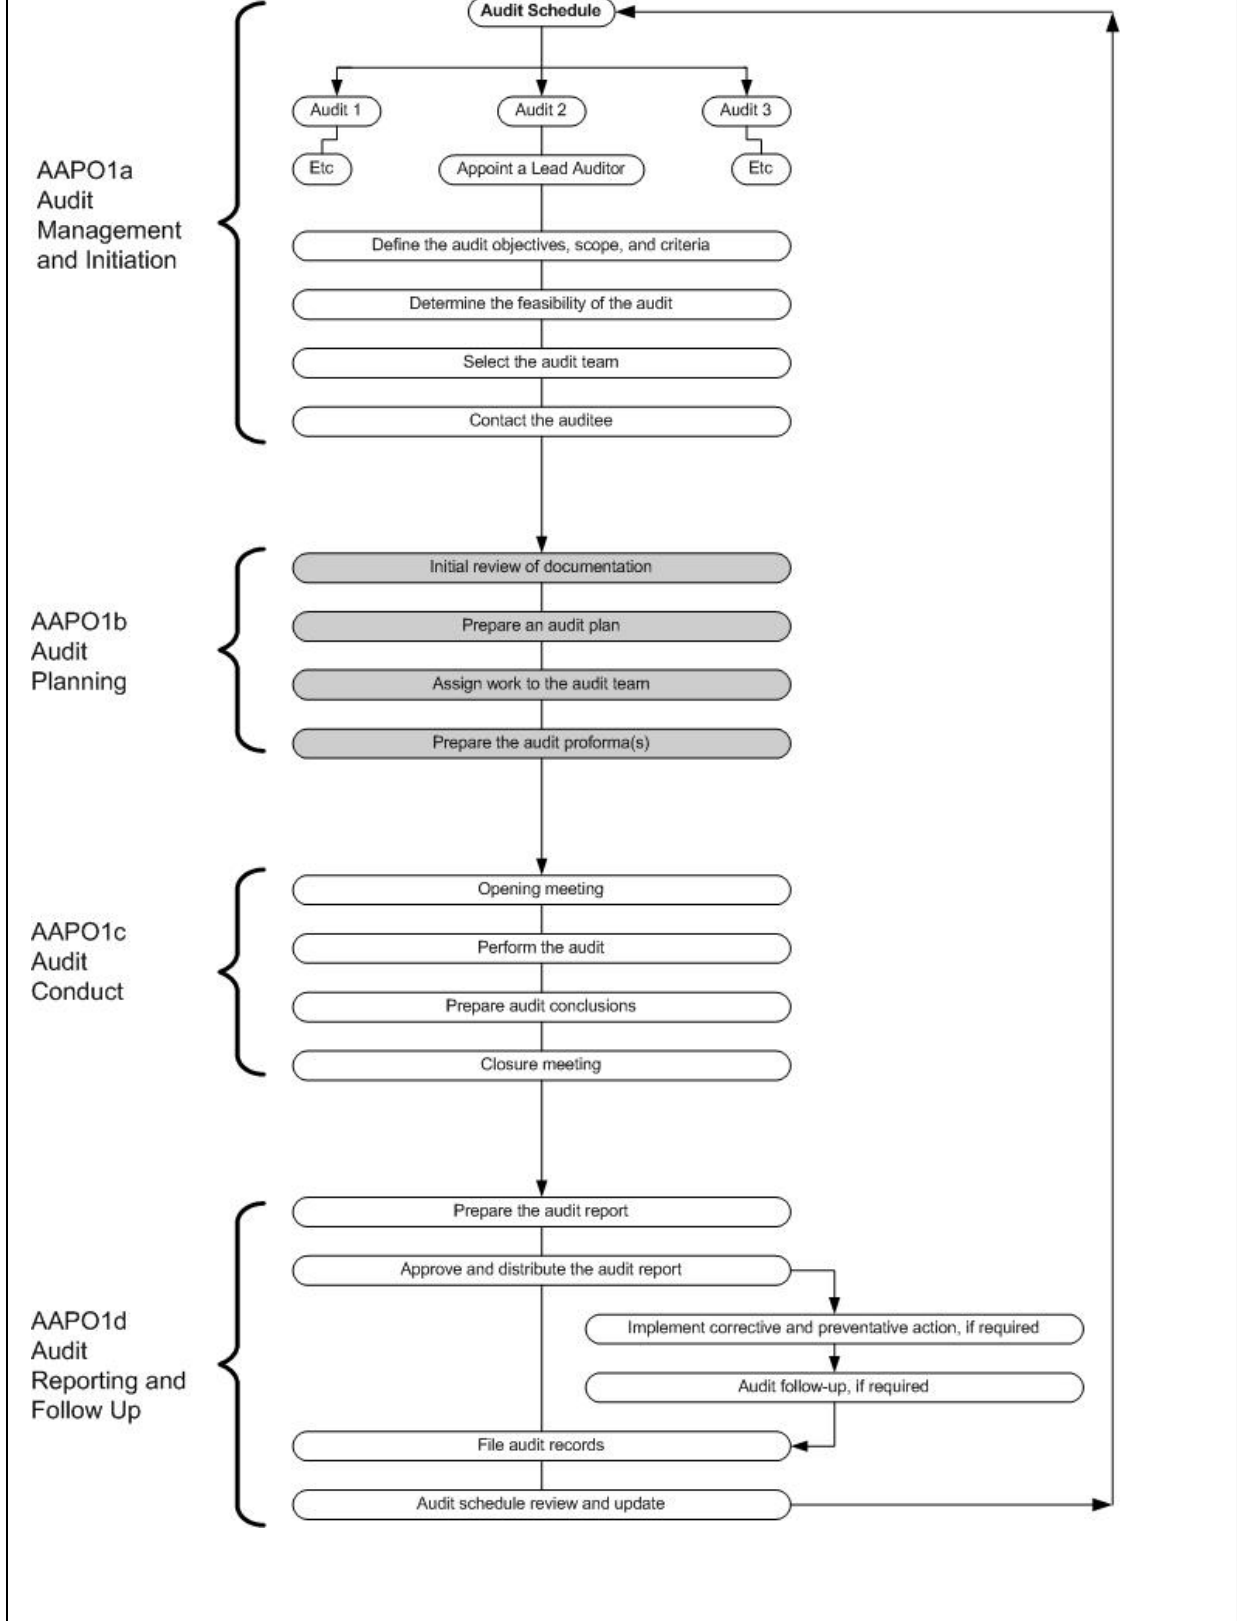 Audit Schedule
Audit 1
Audit 2
Audit 3
Etc
Appoint a Lead Auditor
Etc
AAPO1a
Audit
Management
and Initiation
Define the audit objectives, scope, and criteria
Determine the feasibility of the audit
Select the audit team
Contact the auditee
AAPO1b
Audit
Planning
Initial review of documentation
Prepare an audit plan
Assign work to the audit team
Prepare the audit proforma(s)
AAPO1c
Audit
Conduct
Opening meeting
Perform the audit
Prepare audit conclusions
Closure meeting
AAPO1d
Audit
Reporting and
Follow Up
Prepare the audit report
Approve and distribute the audit report
Implement corrective and preventative action, if required
Audit follow-up, if required
File audit records
Audit schedule review and update